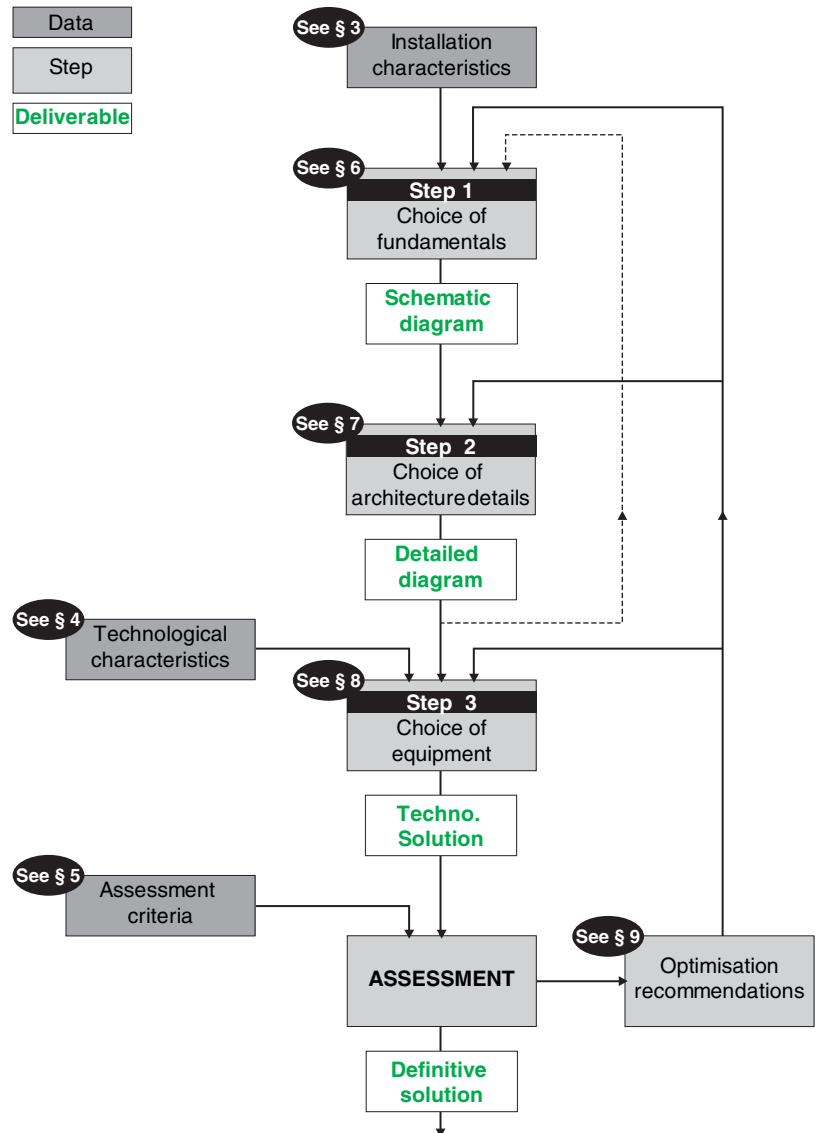 Data
Step
Deliverable
See § 3
Installation
characteristics
See § 6
Step 1
Choice of
fundamentals
Schematic
diagram
See § 7
Step 2
Choice of
architecturedetails
Detailed
diagram
See § 4
Technological
characteristics
See § 8
Step 3
Choice of
equipment
Techno.
Solution
See § 5
Assessment
criteria
ASSESSMENT
See § 9
Optimisation
recommendations
Definitive
solution